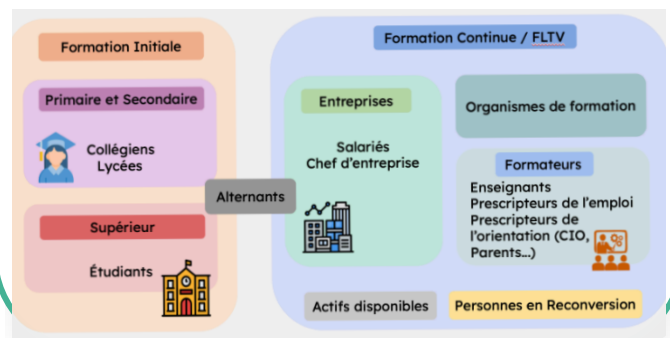 Formation Initiale
Primaire et Secondaire
Collégiens
Lycées
Supérieur
Étudiants
Alternants
Formation Continue / FLTV
Entreprises
Salariés
Chef d'entreprise
Organismes de formation
Formateurs
Enseignants
Prescripteurs de l'emploi
Prescripteurs de
l'orientation (CIO,
Parents...)
Actifs disponibles
Personnes en Reconversion